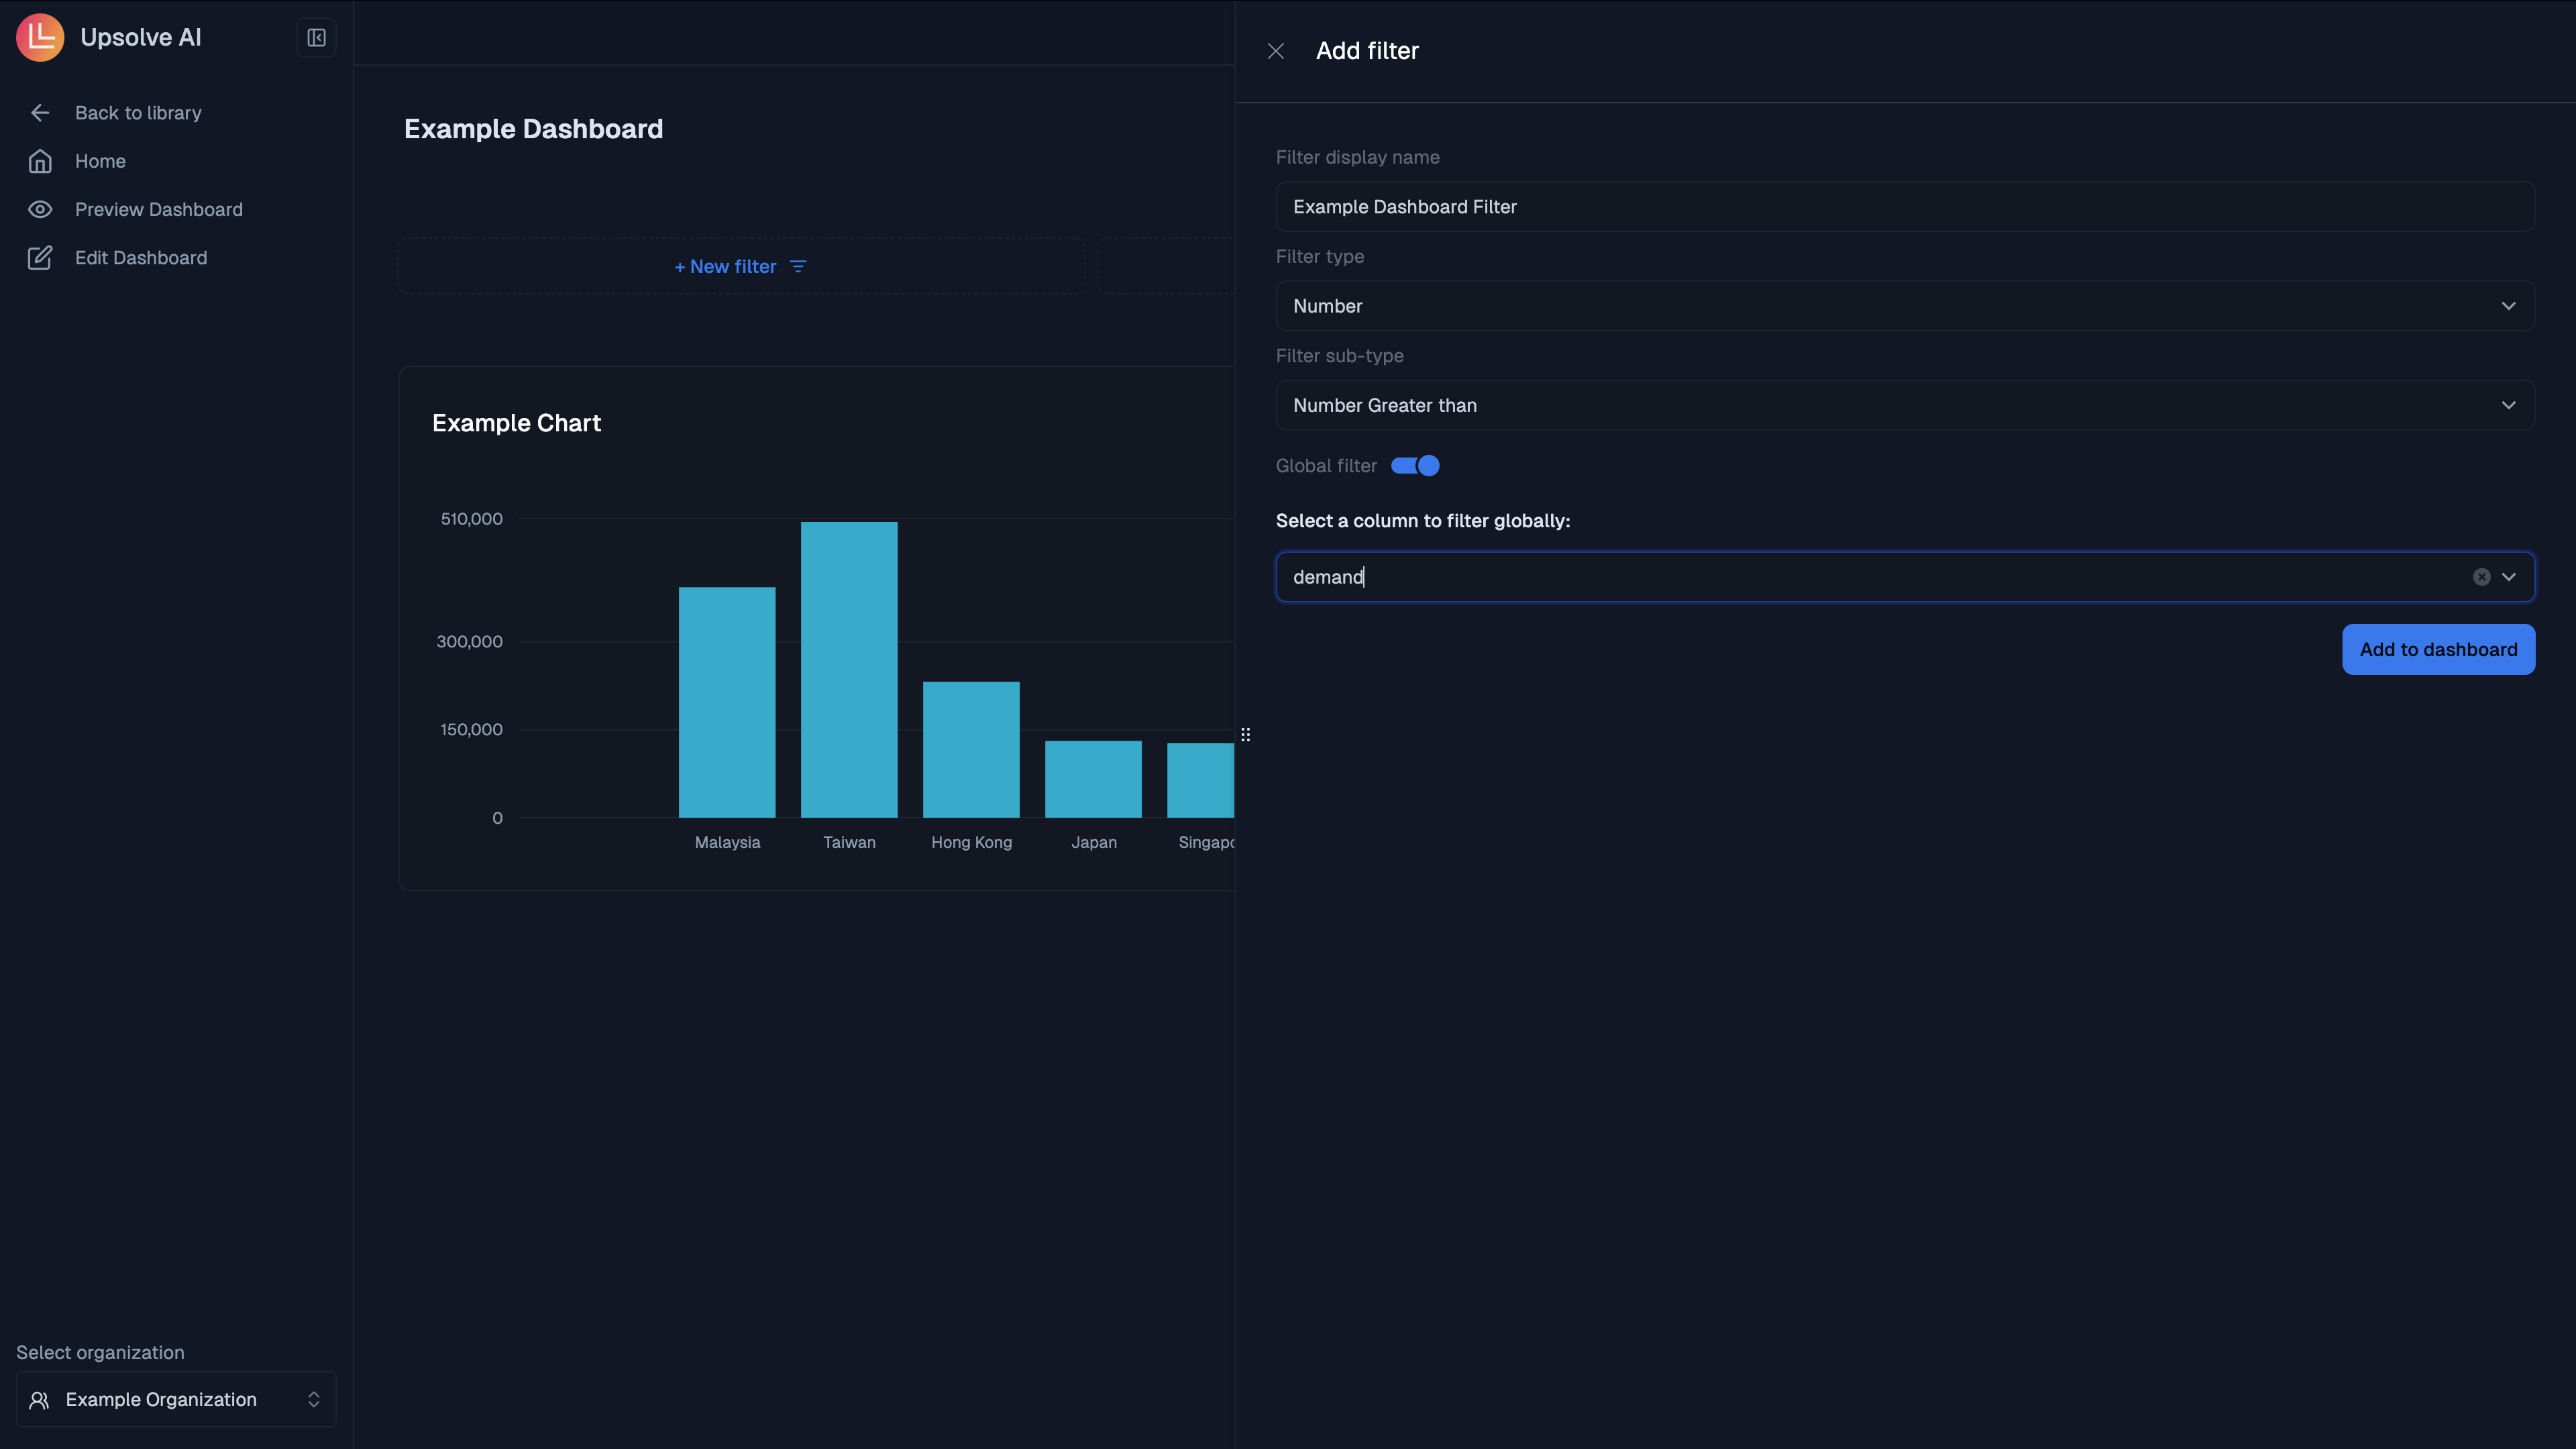 Upsolve AI
Back to library
Home
Preview Dashboard
Edit Dashboard
Select organization
Example Organization
Example Dashboard
+ New filter
Example Chart
510,000
300,000
150,000
0
Malaysia
Taiwan
Hong Kong
Japan
Singapo
Add filter
Filter display name
Example Dashboard Filter
Filter type
Number
Filter sub-type
Number Greater than
Global filter
Select a column to filter globally:
demand
Add to dashboard